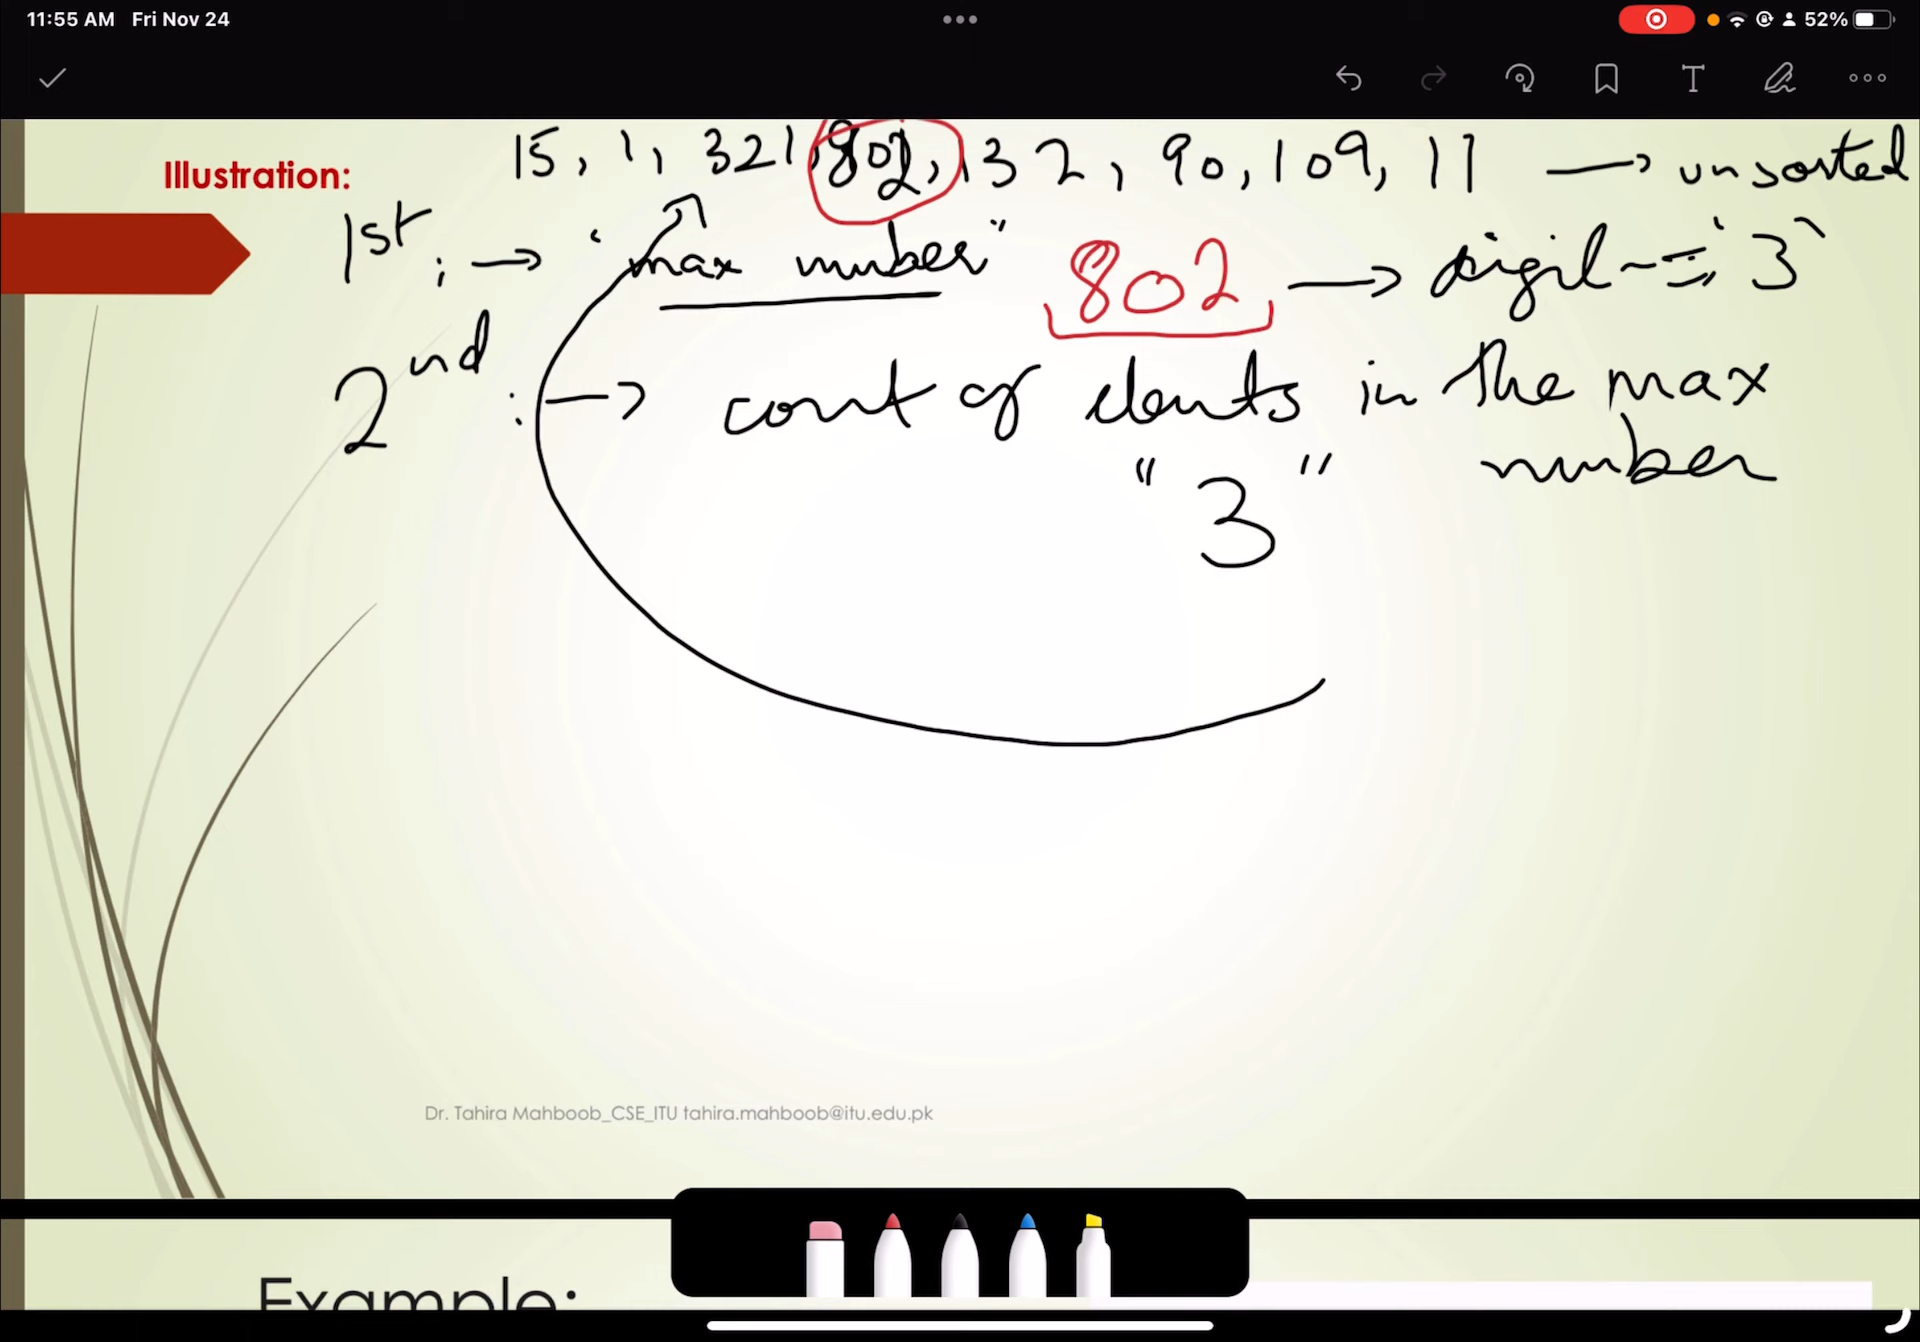 11:55 AM Fri Nov 24
52%
Illustration:
15, 1, 321, 802, 132, 90, 109, 11 → unsorted
1st ; → "max number" 802 → digit = "3"
2nd : → cont of elents in the max
number
"3"
Dr. Tahira Mahboob_CSE_ITU tahira.mahboob@itu.edu.pk
Example: